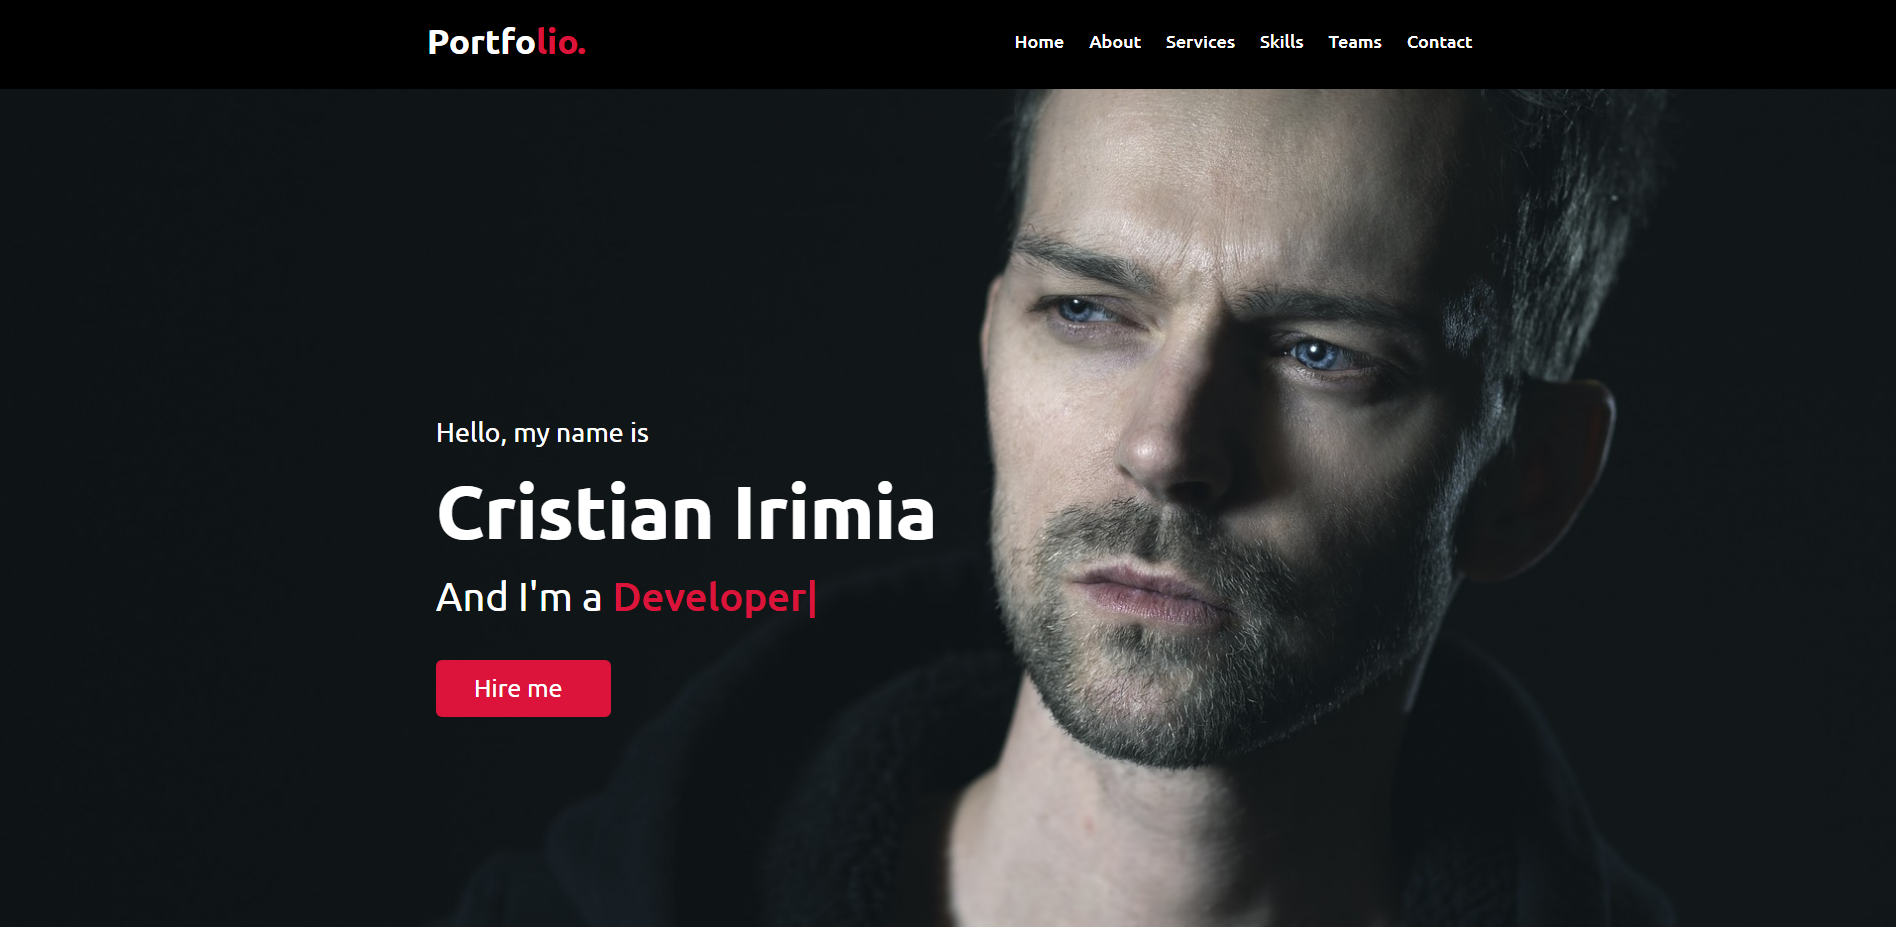 Portfolio.
Home About Services Skills Teams Contact
Hello, my name is
Cristian Irimia
And I'm a Developer|
Hire me